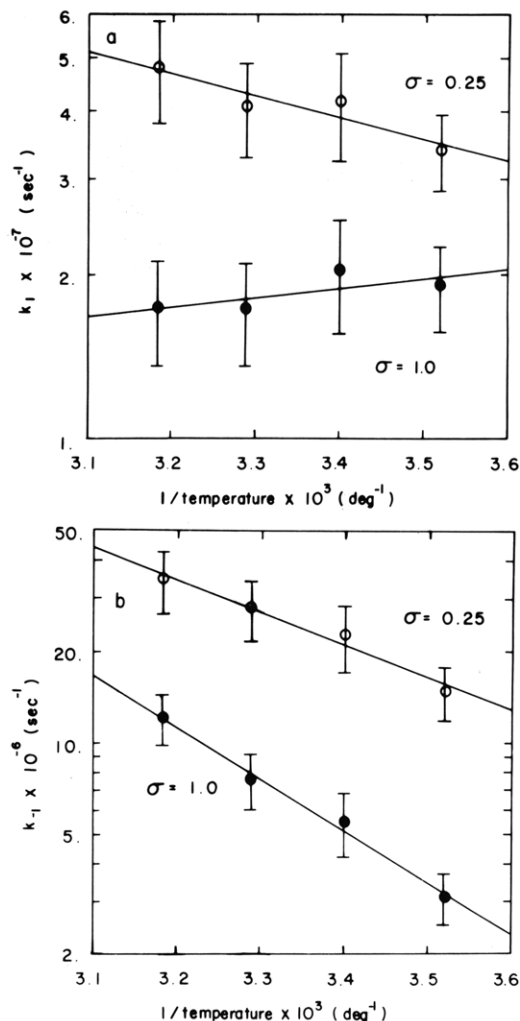 a
6.
5.
4.
3.
2.
1.
σ = 0.25
σ = 1.0
k₁ x 10⁻⁷ (sec⁻¹)
3.1 3.2 3.3 3.4 3.5 3.6
1/temperature x 10³ (deg⁻¹)
b
50.
20.
10.
5.
2.
σ = 0.25
σ = 1.0
k₋₁ x 10⁻⁶ (sec⁻¹)
3.1 3.2 3.3 3.4 3.5 3.6
1/temperature x 10³ (deg⁻¹)